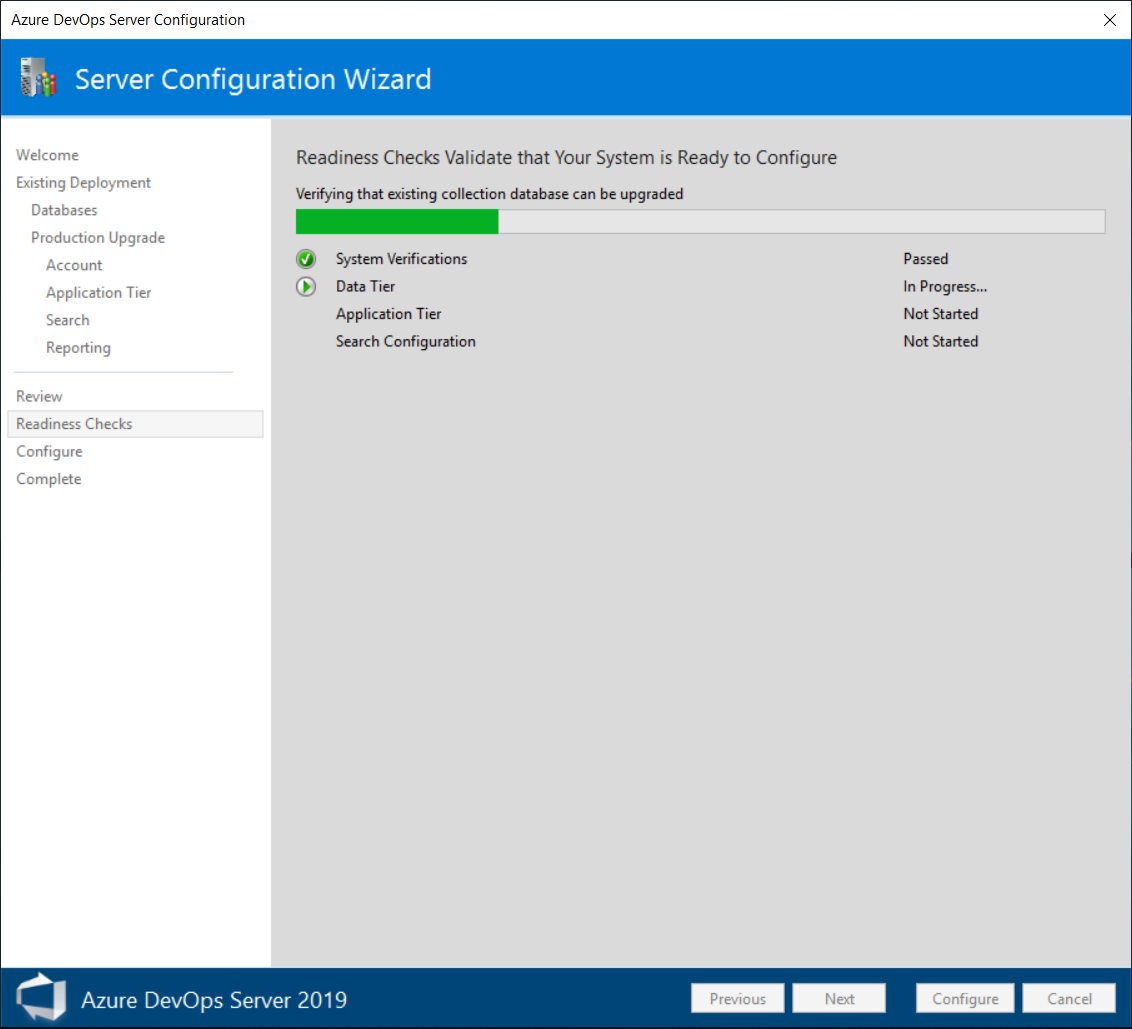 Azure DevOps Server Configuration
Server Configuration Wizard
Welcome
Existing Deployment
Databases
Production Upgrade
Account
Application Tier
Search
Reporting
Review
Readiness Checks
Configure
Complete
Readiness Checks Validate that Your System is Ready to Configure
Verifying that existing collection database can be upgraded
System Verifications Passed
Data Tier In Progress...
Application Tier Not Started
Search Configuration Not Started
Azure DevOps Server 2019
Previous Next Configure Cancel